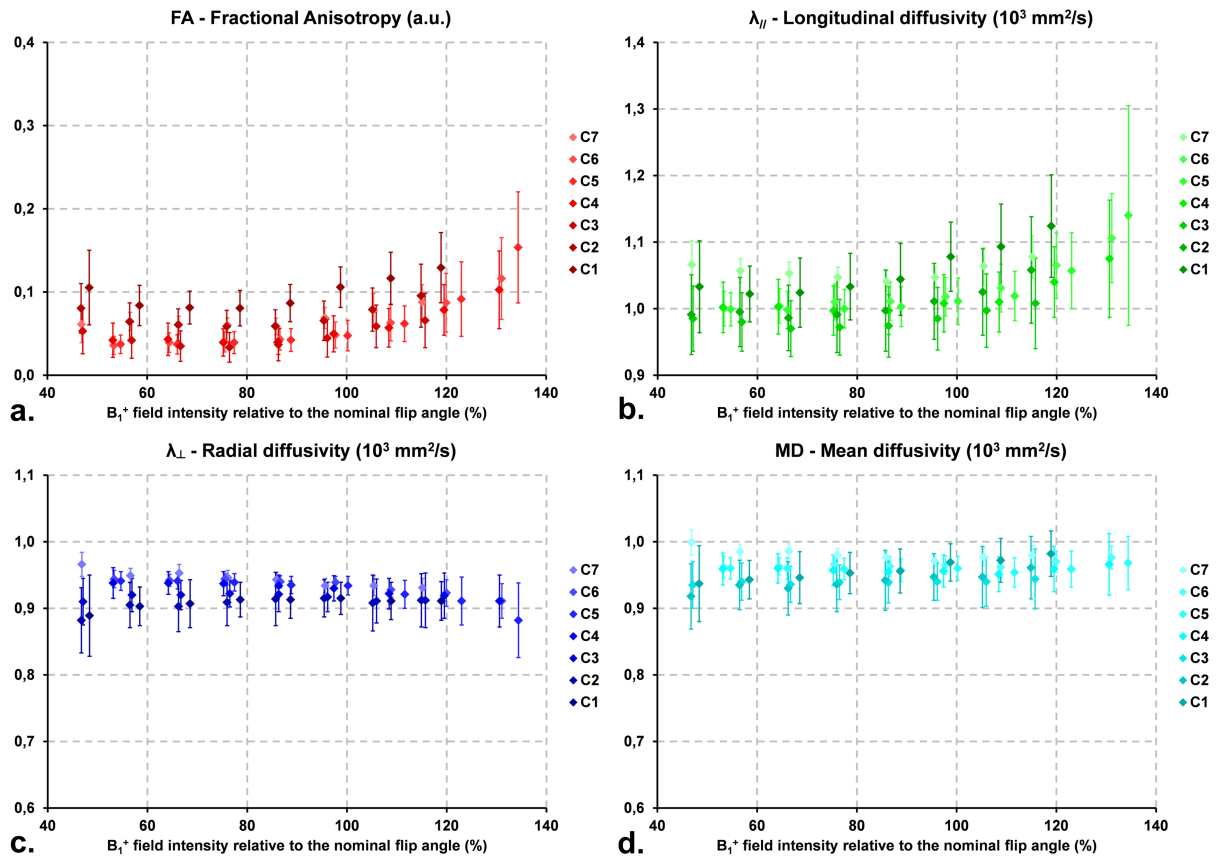 FA - Fractional Anisotropy (a.u.)
0,4
0,3
0,2
0,1
0,0
40 60 80 100 120 140
C7
C6
C5
C4
C3
C2
C1
a.
B₁⁺ field intensity relative to the nominal flip angle (%)
λ// - Longitudinal diffusivity (10³ mm²/s)
1,4
1,3
1,2
1,1
1,0
0,9
40 60 80 100 120 140
C7
C6
C5
C4
C3
C2
C1
b.
B₁⁺ field intensity relative to the nominal flip angle (%)
λ⊥ - Radial diffusivity (10³ mm²/s)
1,1
1,0
0,9
0,8
0,7
0,6
40 60 80 100 120 140
C7
C6
C5
C4
C3
C2
C1
c.
B₁⁺ field intensity relative to the nominal flip angle (%)
MD - Mean diffusivity (10³ mm²/s)
1,1
1,0
0,9
0,8
0,7
0,6
40 60 80 100 120 140
C7
C6
C5
C4
C3
C2
C1
d.
B₁⁺ field intensity relative to the nominal flip angle (%)